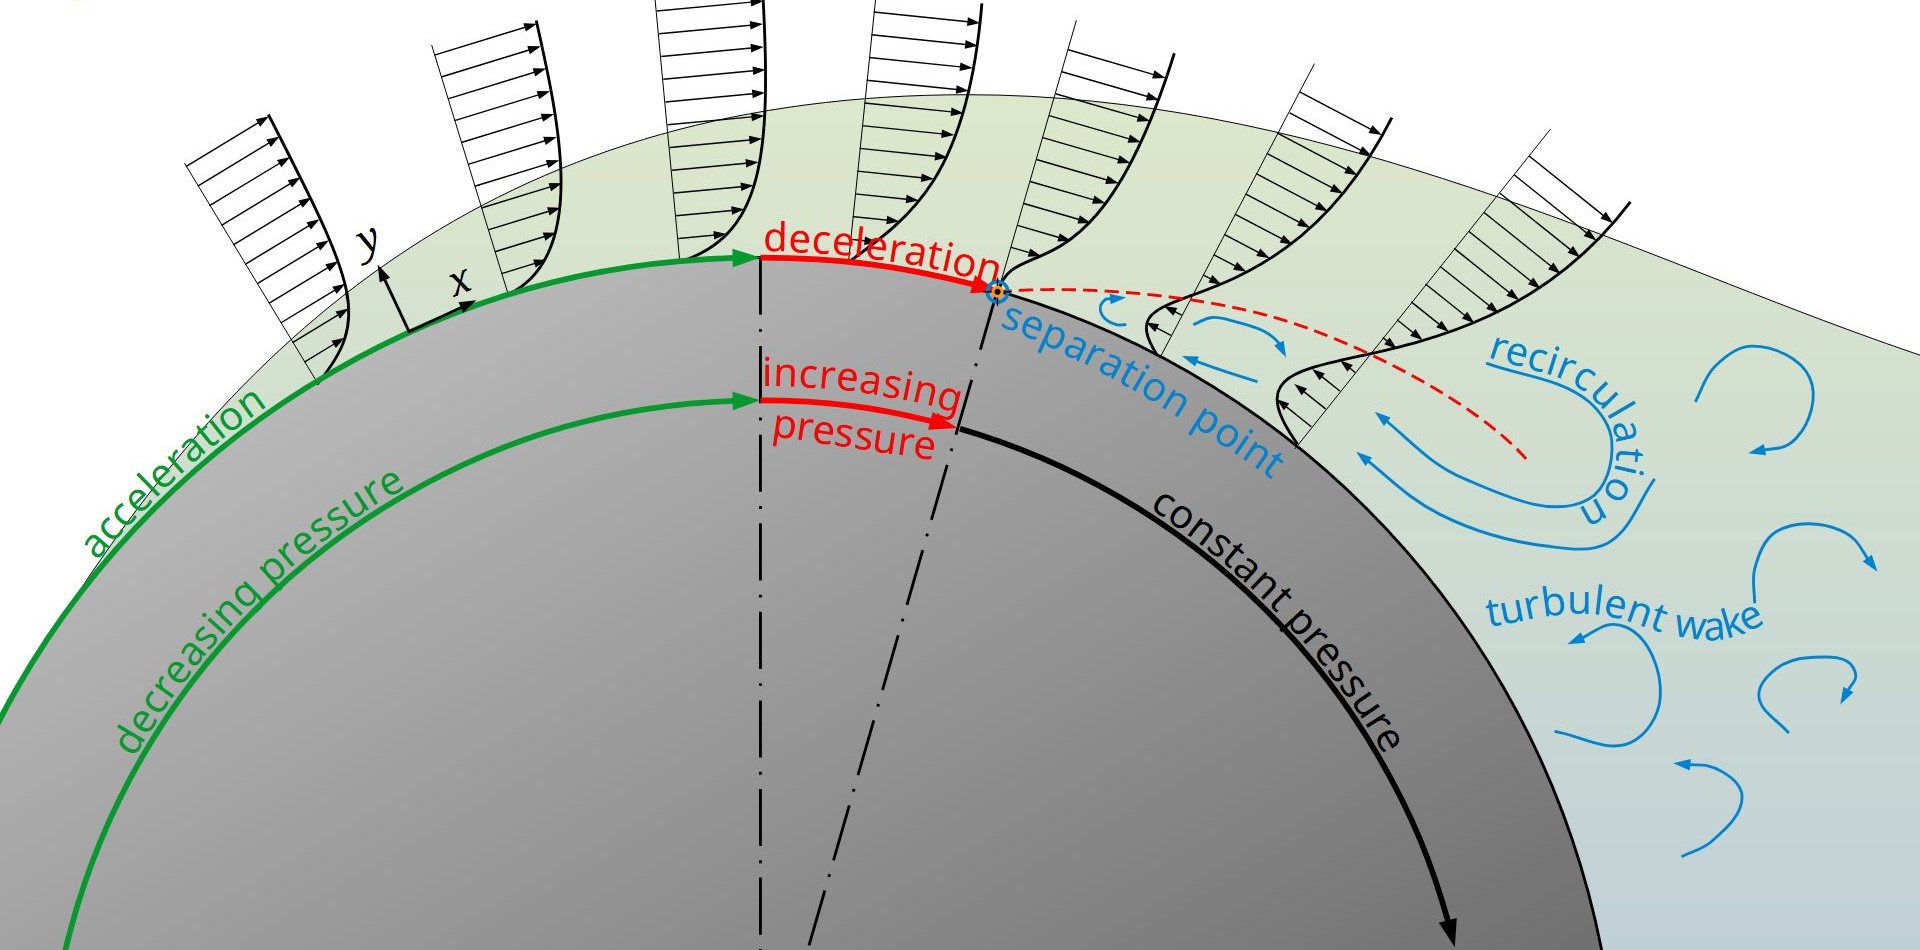 y
x
deceleration
acceleration
decreasing pressure
increasing
pressure
separation point
constant pressure
recirculation
turbulent wake